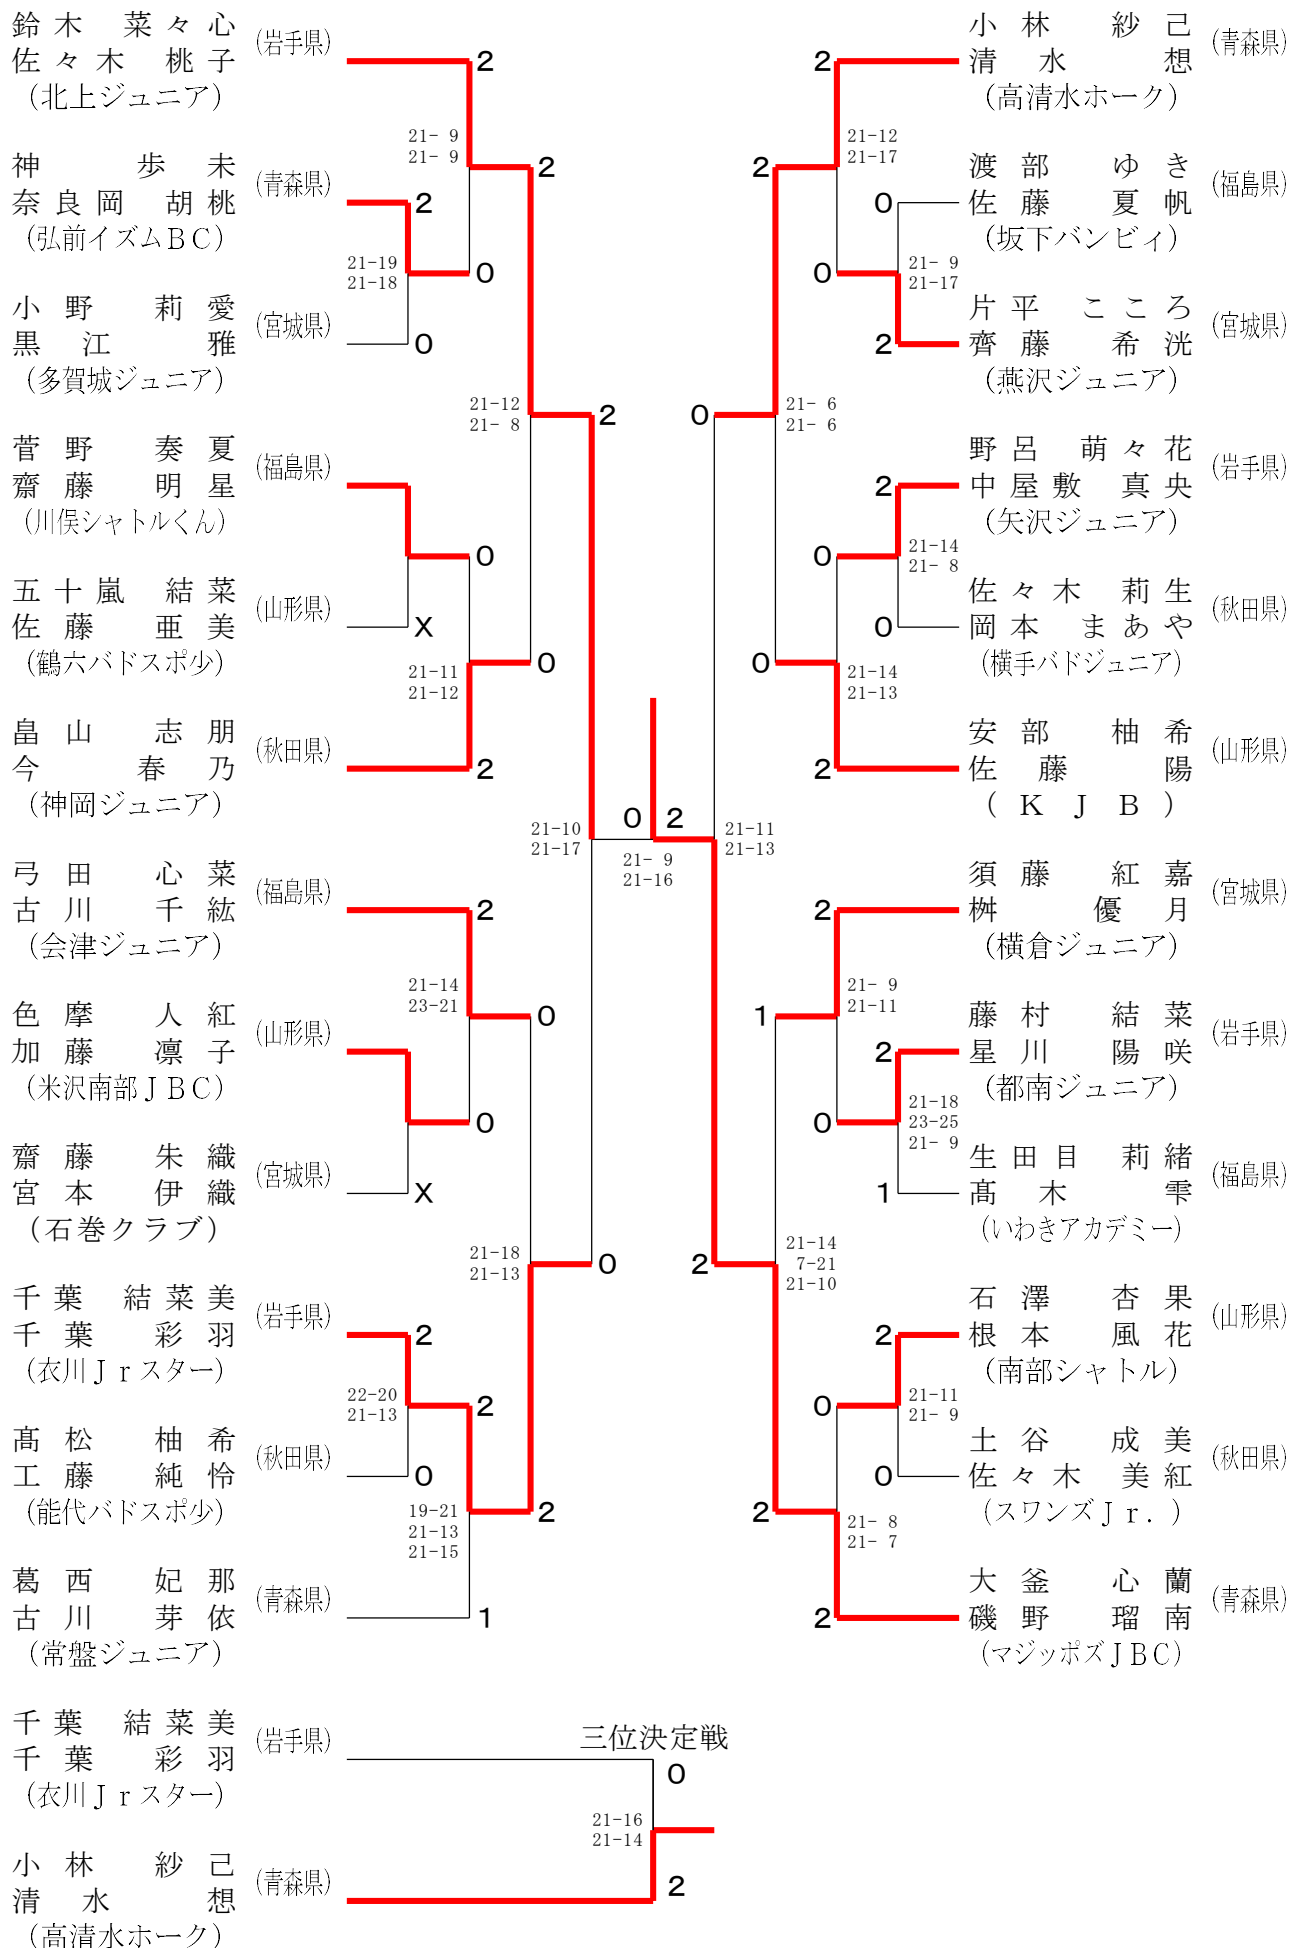 鈴木 菜々心
佐々木 桃子
(岩手県)
(北上ジュニア)
2
21- 9
21- 9
2
神 歩未
奈良岡 胡桃
(青森県)
(弘前イズムＢＣ)
2
21-19
21-18
0
小野 莉愛
黒江 雅
(宮城県)
(多賀城ジュニア)
0
21-12
21- 8
2
菅野 奏夏
齋藤 明星
(福島県)
(川俣シャトルくん)
0
五十嵐 結菜
佐藤 亜美
(山形県)
(鶴六バドスポ少)
X
21-11
21-12
0
畠山 志朋
今 春乃
(秋田県)
(神岡ジュニア)
2
21-10
21-17
弓田 心菜
古川 千紘
(福島県)
(会津ジュニア)
2
21-14
23-21
0
色摩 人紅
加藤 凛子
(山形県)
(米沢南部ＪＢＣ)
0
齋藤 朱織
宮本 伊織
(宮城県)
(石巻クラブ)
X
21-18
21-13
0
千葉 結菜美
千葉 彩羽
(岩手県)
(衣川Ｊｒスター)
2
22-20
21-13
2
髙松 柚希
工藤 純怜
(秋田県)
(能代バドスポ少)
0
19-21
21-13
21-15
2
葛西 妃那
古川 芽依
(青森県)
(常盤ジュニア)
1
0 2
21- 9
21-16
小林 紗己
清水 想
(青森県)
(高清水ホーク)
2
21-12
21-17
2
渡部 ゆき
佐藤 夏帆
(福島県)
(坂下バンビィ)
0
21- 9
21-17
0
片平 こころ
齊藤 希洸
(宮城県)
(燕沢ジュニア)
2
0
21- 6
21- 6
野呂 萌々花
中屋敷 真央
(岩手県)
(矢沢ジュニア)
2
21-14
21- 8
0
佐々木 莉生
岡本 まあや
(秋田県)
(横手バドジュニア)
0
21-14
21-13
0
安部 柚希
佐藤 陽
(山形県)
(ＫＪＢ)
2
21-11
21-13
須藤 紅嘉
桝 優月
(宮城県)
(横倉ジュニア)
2
21- 9
21-11
1
藤村 結菜
星川 陽咲
(岩手県)
(都南ジュニア)
2
21-18
23-25
21- 9
0
生田目 莉緒
髙木 雫
(福島県)
(いわきアカデミー)
1
2
21-14
7-21
21-10
石澤 杏果
根本 風花
(山形県)
(南部シャトル)
2
21-11
21- 9
0
土谷 成美
佐々木 美紅
(秋田県)
(スワンズＪｒ．)
0
21- 8
21- 7
2
大釜 心蘭
磯野 瑠南
(青森県)
(マジッポズＪＢＣ)
2
三位決定戦
千葉 結菜美
千葉 彩羽
(岩手県)
(衣川Ｊｒスター)
0
21-16
21-14
小林 紗己
清水 想
(青森県)
(高清水ホーク)
2